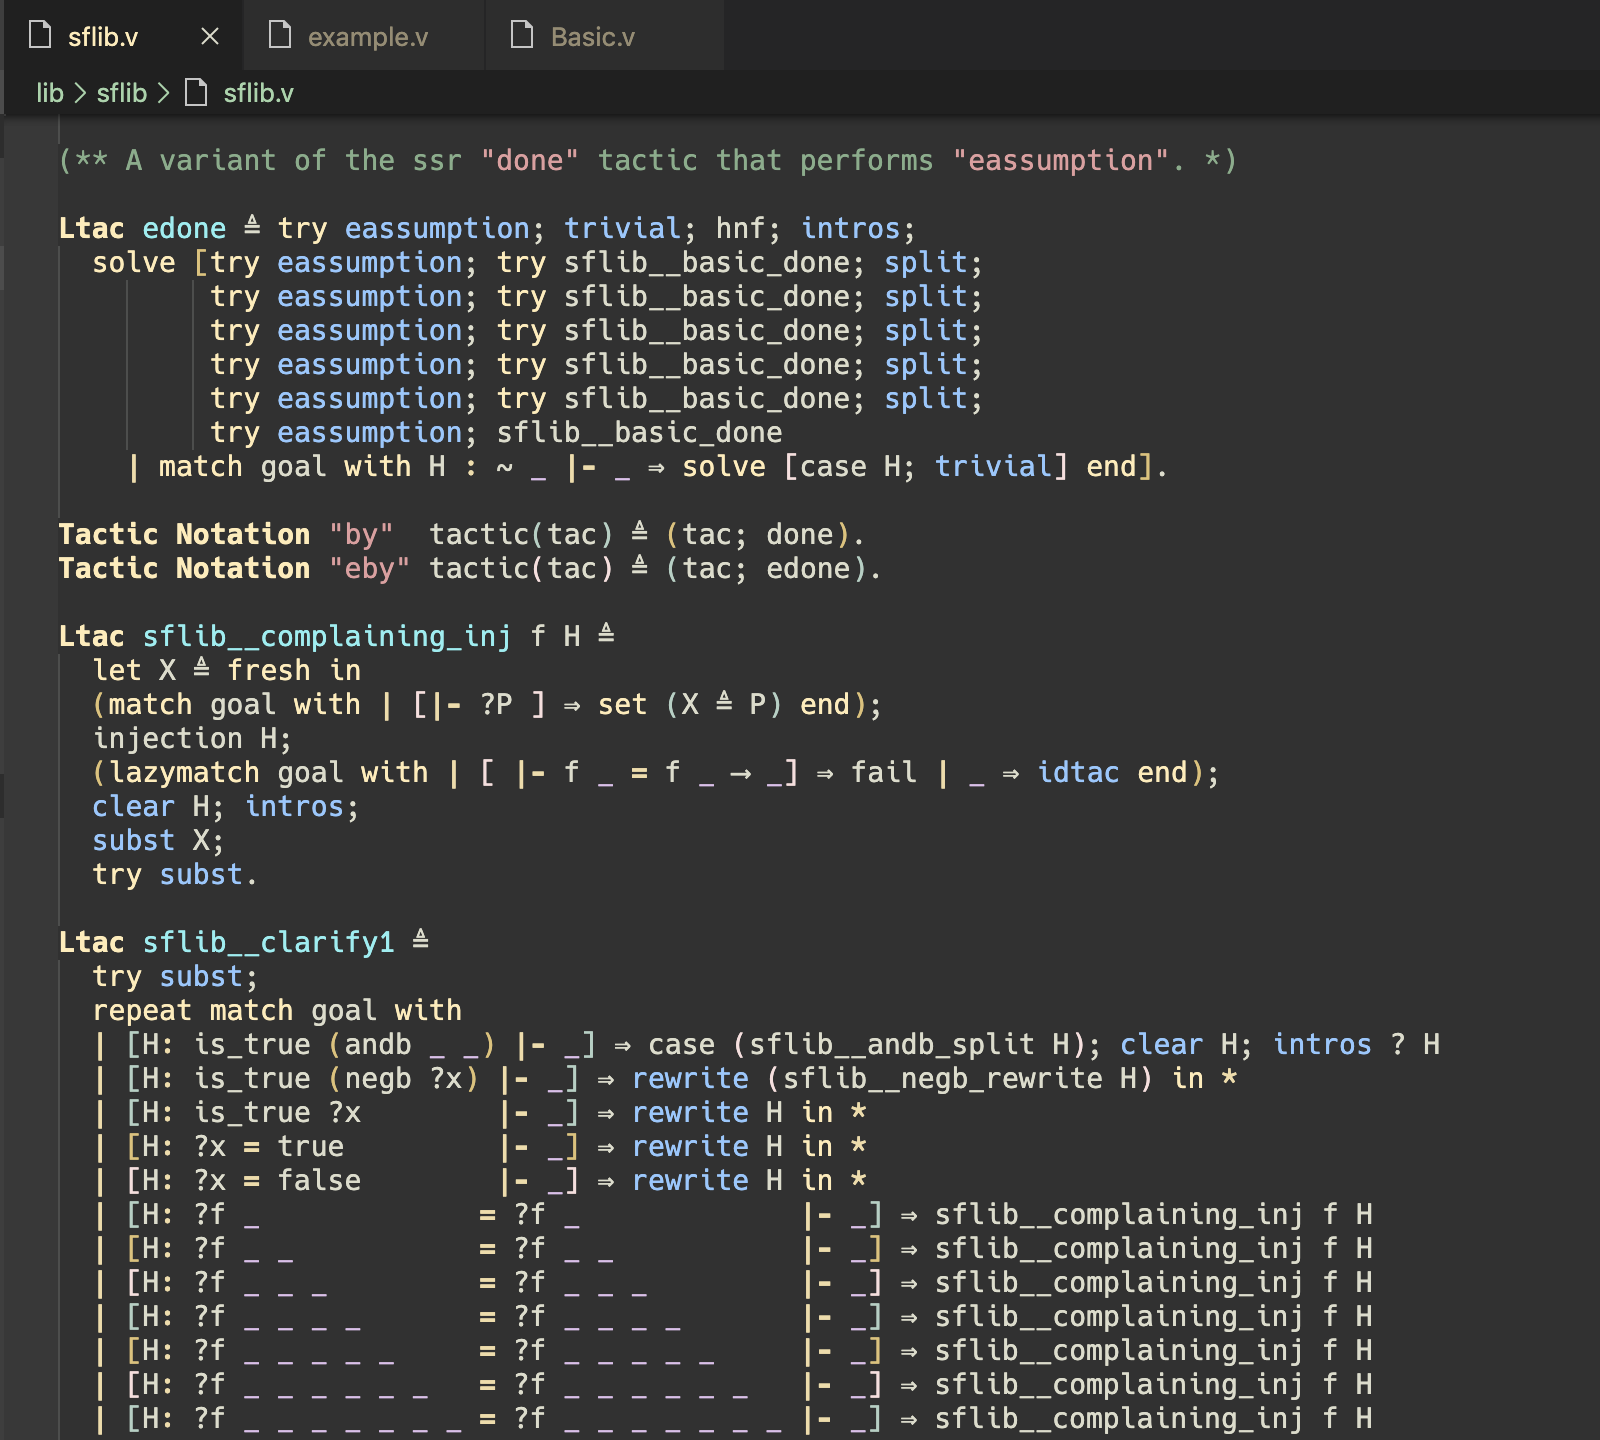 sflib.v × example.v Basic.v
lib > sflib > sflib.v
(** A variant of the ssr "done" tactic that performs "eassumption". *)
Ltac edone ≜ try eassumption; trivial; hnf; intros;
solve [try eassumption; try sflib__basic_done; split;
try eassumption; try sflib__basic_done; split;
try eassumption; try sflib__basic_done; split;
try eassumption; try sflib__basic_done; split;
try eassumption; try sflib__basic_done; split;
try eassumption; sflib__basic_done
| match goal with H : ~ _ |- _ ⇒ solve [case H; trivial] end].
Tactic Notation "by"  tactic(tac) ≜ (tac; done).
Tactic Notation "eby" tactic(tac) ≜ (tac; edone).
Ltac sflib__complaining_inj f H ≜
let X ≜ fresh in
(match goal with | [|- ?P ] ⇒ set (X ≜ P) end);
injection H;
(lazymatch goal with | [ |- f _ = f _ → _] ⇒ fail | _ ⇒ idtac end);
clear H; intros;
subst X;
try subst.
Ltac sflib__clarify1 ≜
try subst;
repeat match goal with
| [H: is_true (andb _ _) |- _] ⇒ case (sflib__andb_split H); clear H; intros ? H
| [H: is_true (negb ?x) |- _] ⇒ rewrite (sflib__negb_rewrite H) in *
| [H: is_true ?x        |- _] ⇒ rewrite H in *
| [H: ?x = true         |- _] ⇒ rewrite H in *
| [H: ?x = false        |- _] ⇒ rewrite H in *
| [H: ?f _             = ?f _             |- _] ⇒ sflib__complaining_inj f H
| [H: ?f _ _           = ?f _ _           |- _] ⇒ sflib__complaining_inj f H
| [H: ?f _ _ _         = ?f _ _ _         |- _] ⇒ sflib__complaining_inj f H
| [H: ?f _ _ _ _       = ?f _ _ _ _       |- _] ⇒ sflib__complaining_inj f H
| [H: ?f _ _ _ _ _     = ?f _ _ _ _ _     |- _] ⇒ sflib__complaining_inj f H
| [H: ?f _ _ _ _ _ _   = ?f _ _ _ _ _ _   |- _] ⇒ sflib__complaining_inj f H
| [H: ?f _ _ _ _ _ _ _ = ?f _ _ _ _ _ _ _ |- _] ⇒ sflib__complaining_inj f H